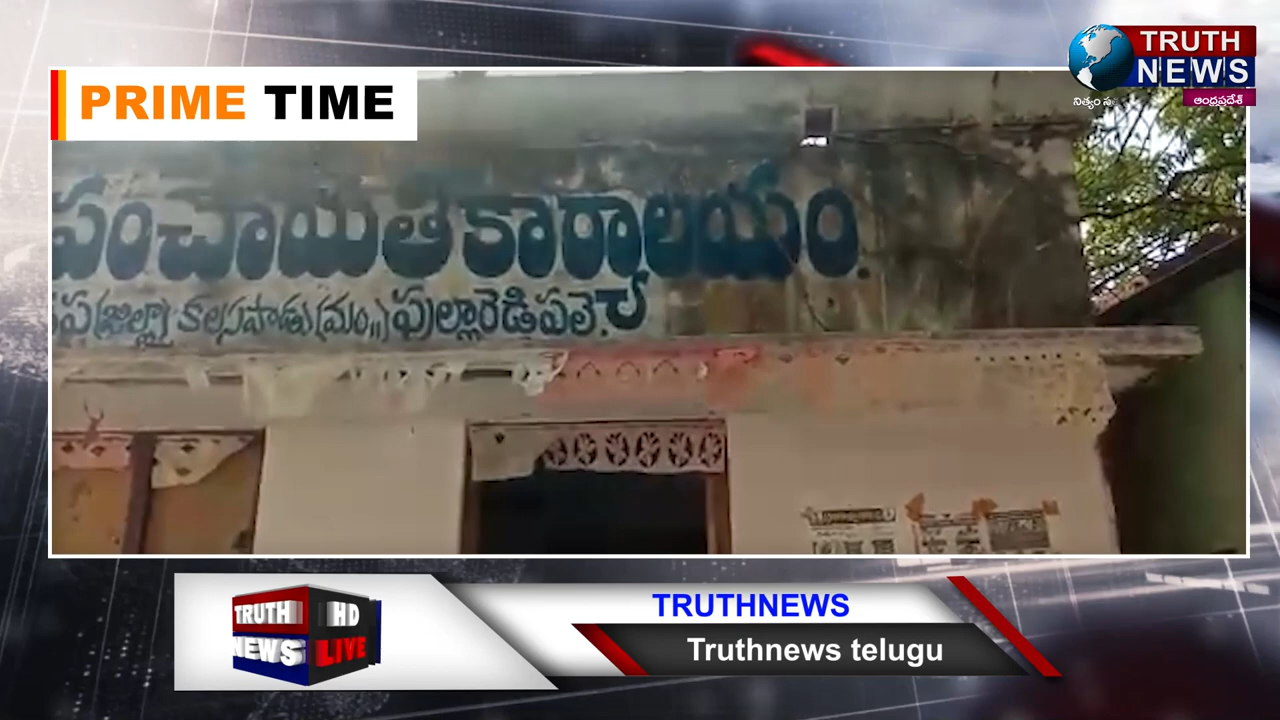 PRIME TIME
TRUTH
NEWS
ఆంధ్రప్రదేశ్
పంచాయితీ కార్యాలయం.
(జిల్లా) కలసపాడు(మం,,) పుల్లారెడ్డిపల్లె.
TRUTH HD
NEWS LIVE
TRUTHNEWS
Truthnews telugu